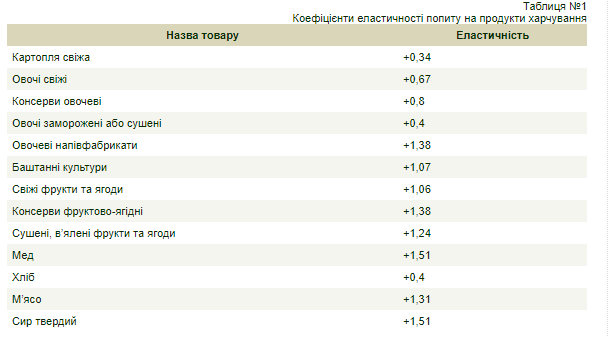 Таблиця №1
Коефіцієнти еластичності попиту на продукти харчування
Назва товару Еластичність
Картопля свіжа +0,34
Овочі свіжі +0,67
Консерви овочеві +0,8
Овочі заморожені або сушені +0,4
Овочеві напівфабрикати +1,38
Баштанні культури +1,07
Свіжі фрукти та ягоди +1,06
Консерви фруктово-ягідні +1,38
Сушені, в'ялені фрукти та ягоди +1,24
Мед +1,51
Хліб +0,4
М'ясо +1,31
Сир твердий +1,51